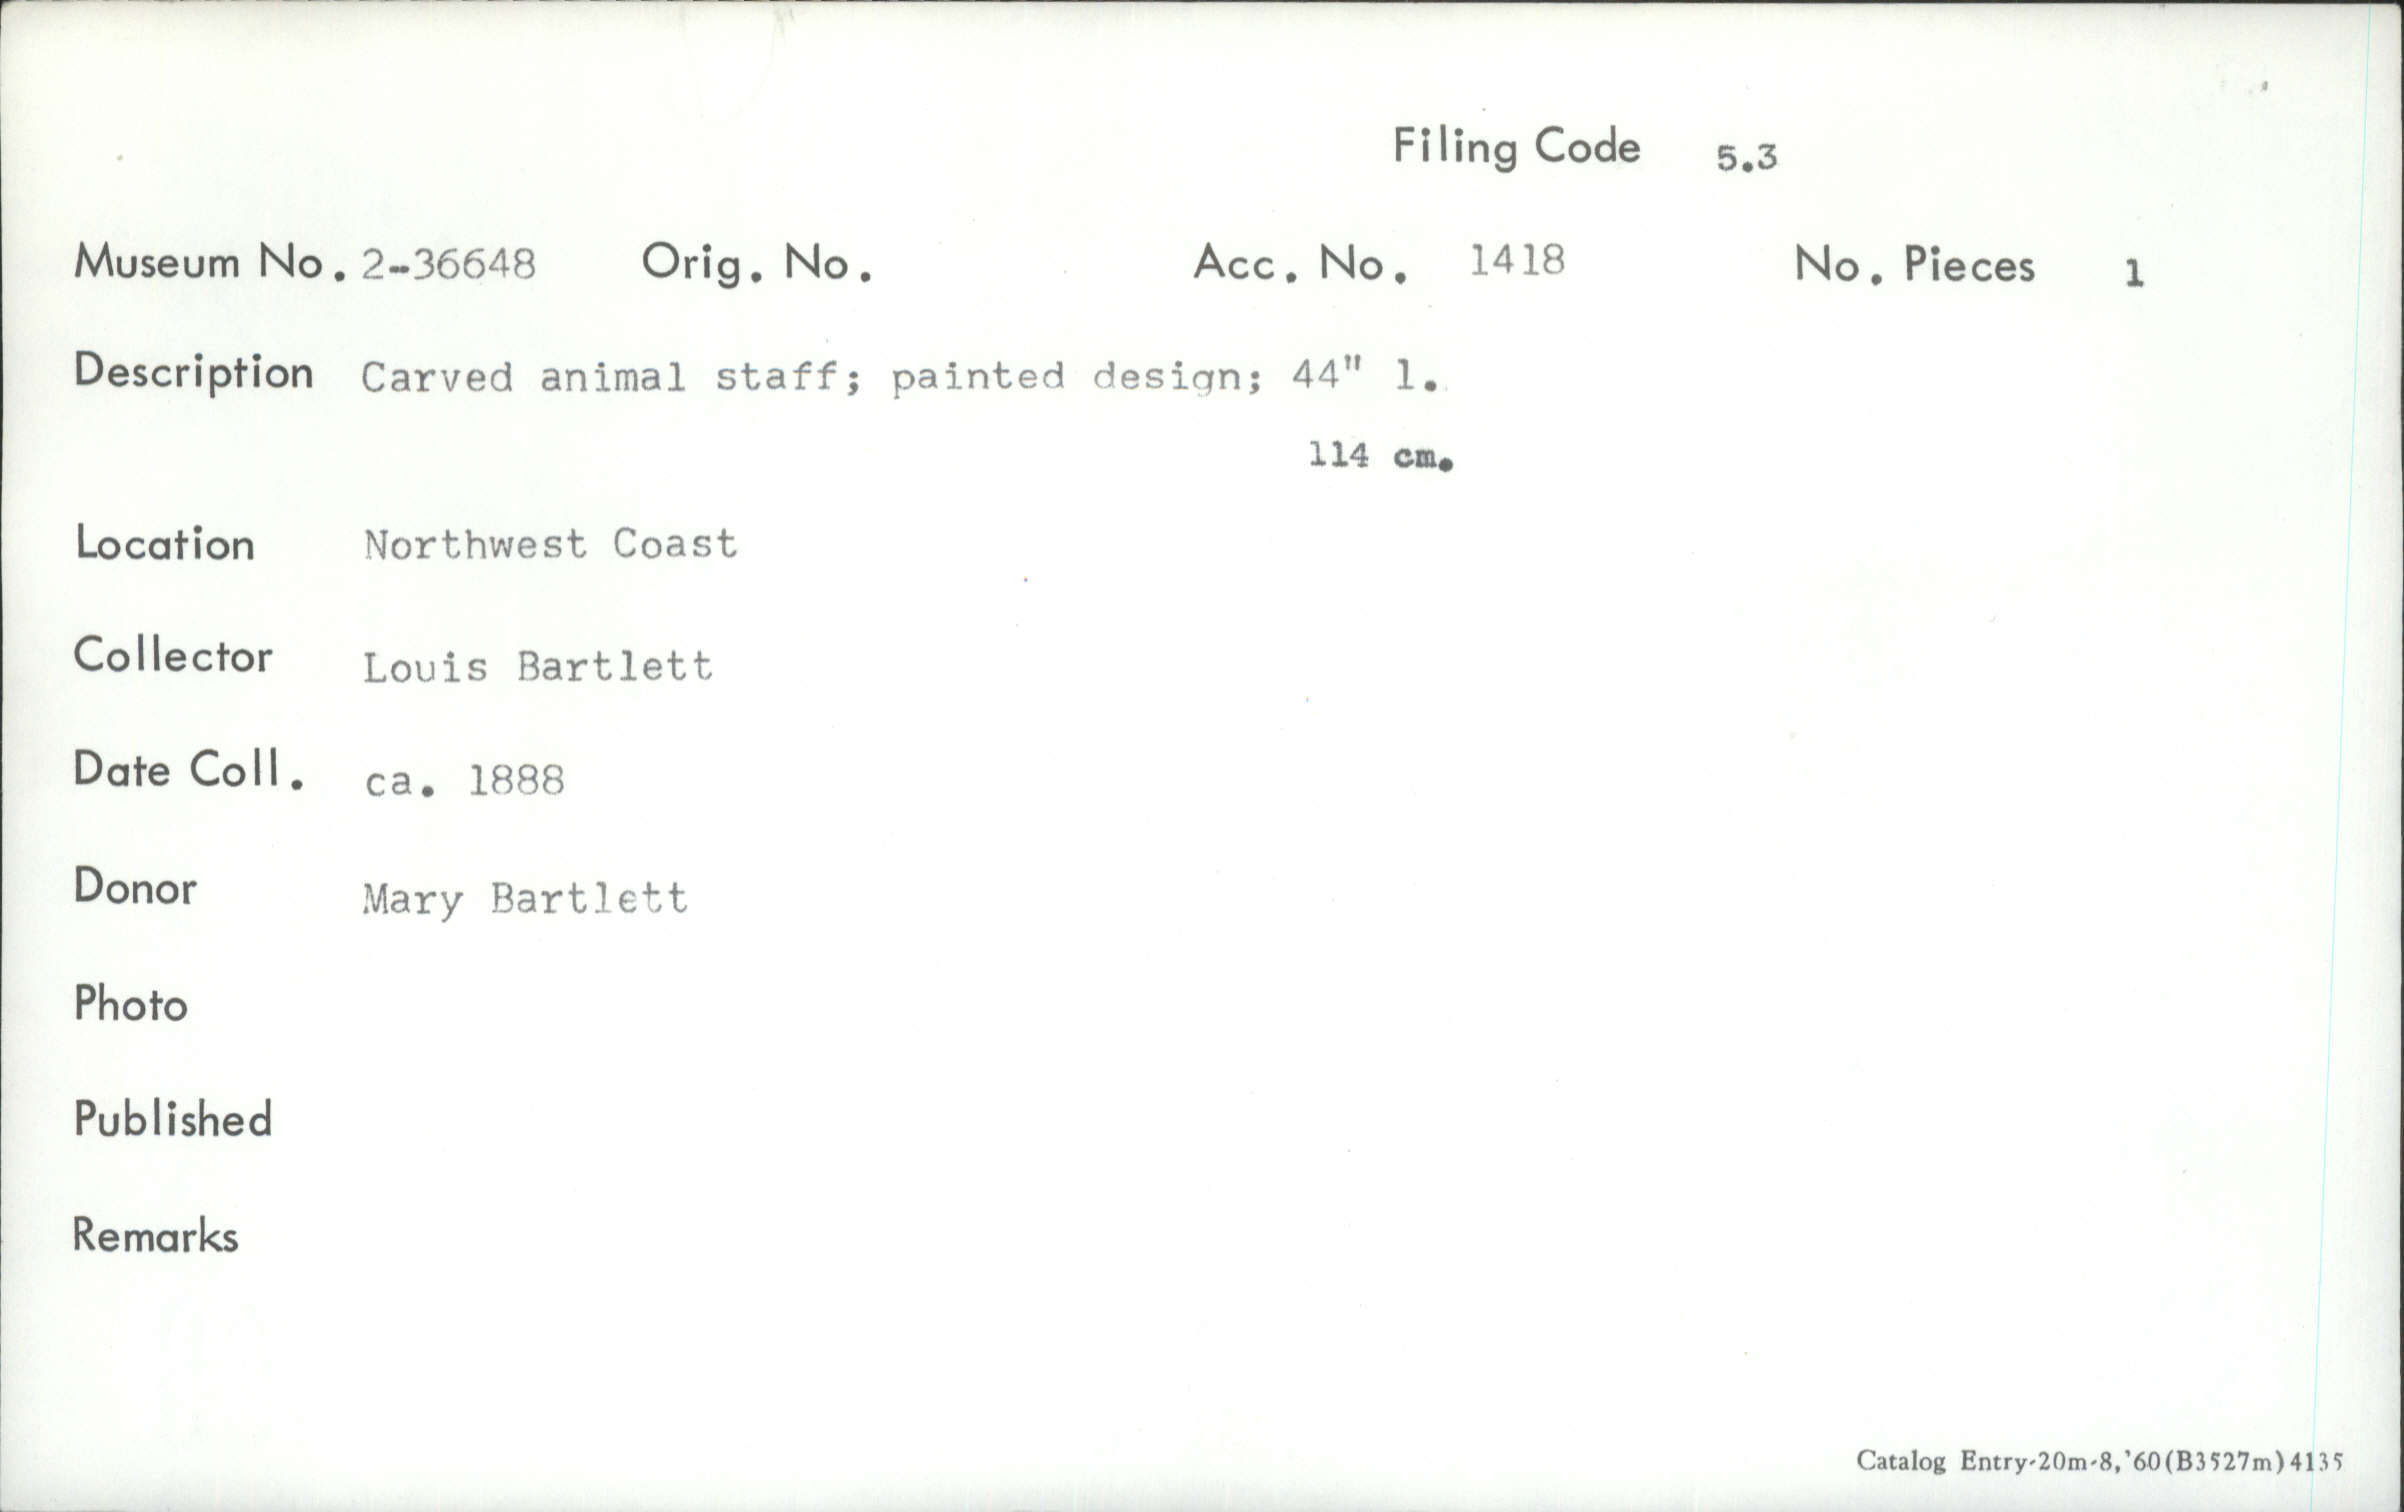 Filing Code 5.3
Museum No. 2-36648 Orig. No. Acc. No. 1418 No. Pieces 1
Description Carved animal staff; painted design; 44" l.
114 cm.
Location Northwest Coast
Collector Louis Bartlett
Date Coll. ca. 1888
Donor Mary Bartlett
Photo
Published
Remarks
Catalog Entry-20m-8,'60(B3527m)4135